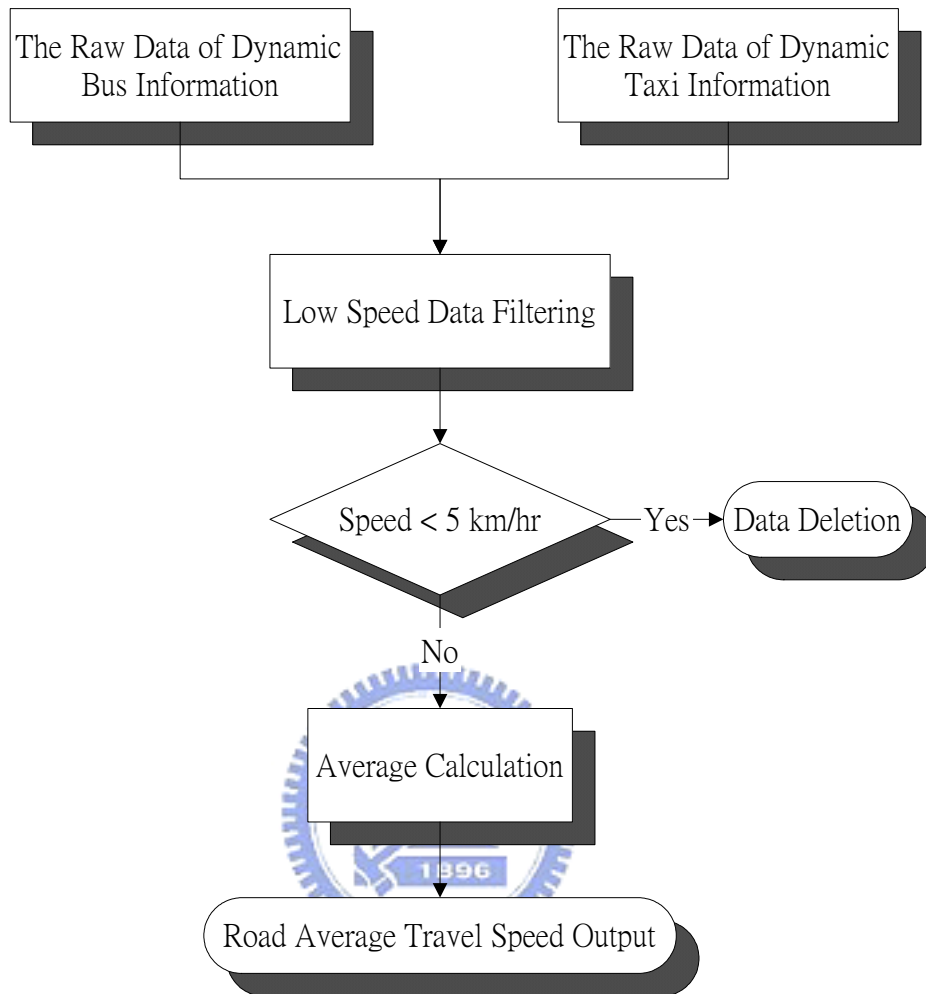 The Raw Data of Dynamic
Bus Information
The Raw Data of Dynamic
Taxi Information
Low Speed Data Filtering
Speed < 5 km/hr
Yes
Data Deletion
No
Average Calculation
1896
Road Average Travel Speed Output